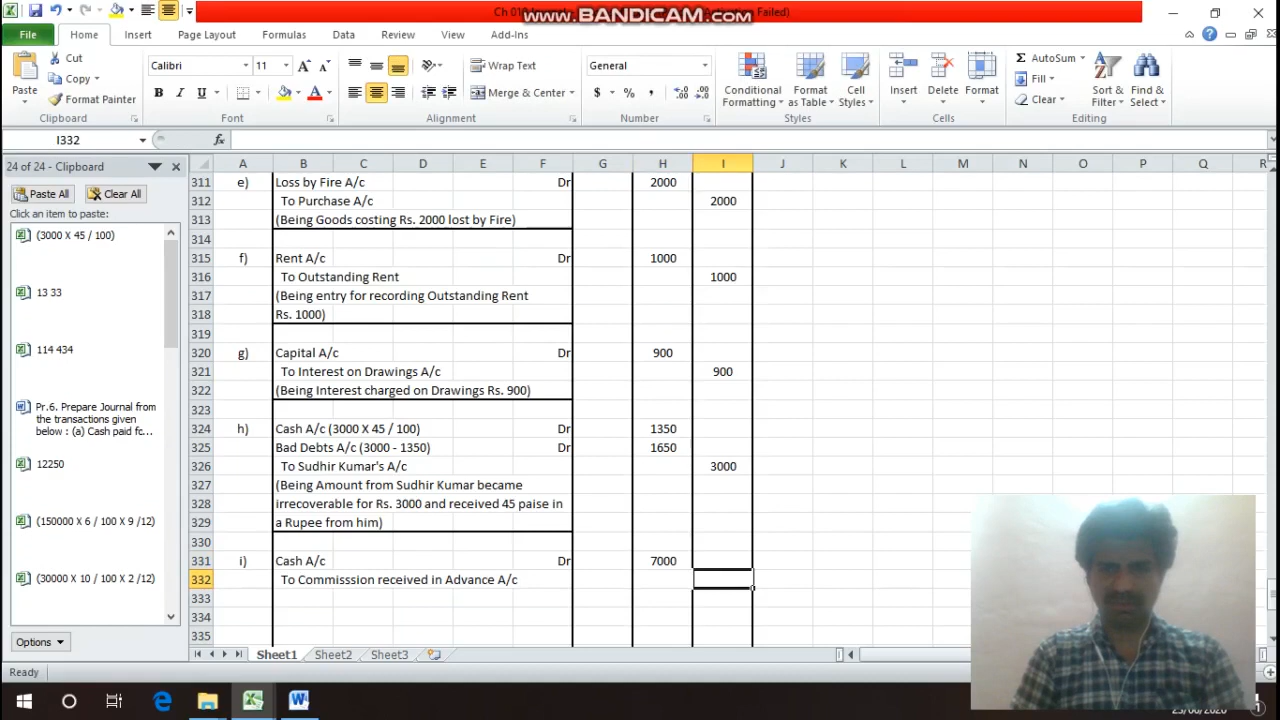 Ch 010
Failed)
www.BANDICAM.com
File Home Insert Page Layout Formulas Data Review View Add-Ins
Paste
Cut
Copy
Format Painter
Clipboard
Calibri 11
B I U
Font
Wrap Text
Merge & Center
Alignment
General
$ % ,
Number
Conditional Formatting
Format as Table
Cell Styles
Styles
Insert Delete Format
Cells
Σ AutoSum
Fill
Clear
Sort & Filter
Find & Select
Editing
I332 fx
24 of 24 - Clipboard
Paste All Clear All
Click an item to paste:
(3000 X 45 / 100)
13 33
114 434
Pr.6. Prepare Journal from
the transactions given
below : (a) Cash paid fc...
12250
(150000 X 6 / 100 X 9 /12)
(30000 X 10 / 100 X 2 /12)
Options
A B C D E F G H I J K L M N O P Q R
311 e) Loss by Fire A/c Dr 2000
312 To Purchase A/c 2000
313 (Being Goods costing Rs. 2000 lost by Fire)
314
315 f) Rent A/c Dr 1000
316 To Outstanding Rent 1000
317 (Being entry for recording Outstanding Rent
318 Rs. 1000)
319
320 g) Capital A/c Dr 900
321 To Interest on Drawings A/c 900
322 (Being Interest charged on Drawings Rs. 900)
323
324 h) Cash A/c (3000 X 45 / 100) Dr 1350
325 Bad Debts A/c (3000 - 1350) Dr 1650
326 To Sudhir Kumar's A/c 3000
327 (Being Amount from Sudhir Kumar became
328 irrecoverable for Rs. 3000 and received 45 paise in
329 a Rupee from him)
330
331 i) Cash A/c Dr 7000
332 To Commisssion received in Advance A/c
333
334
335
Sheet1 Sheet2 Sheet3
Ready